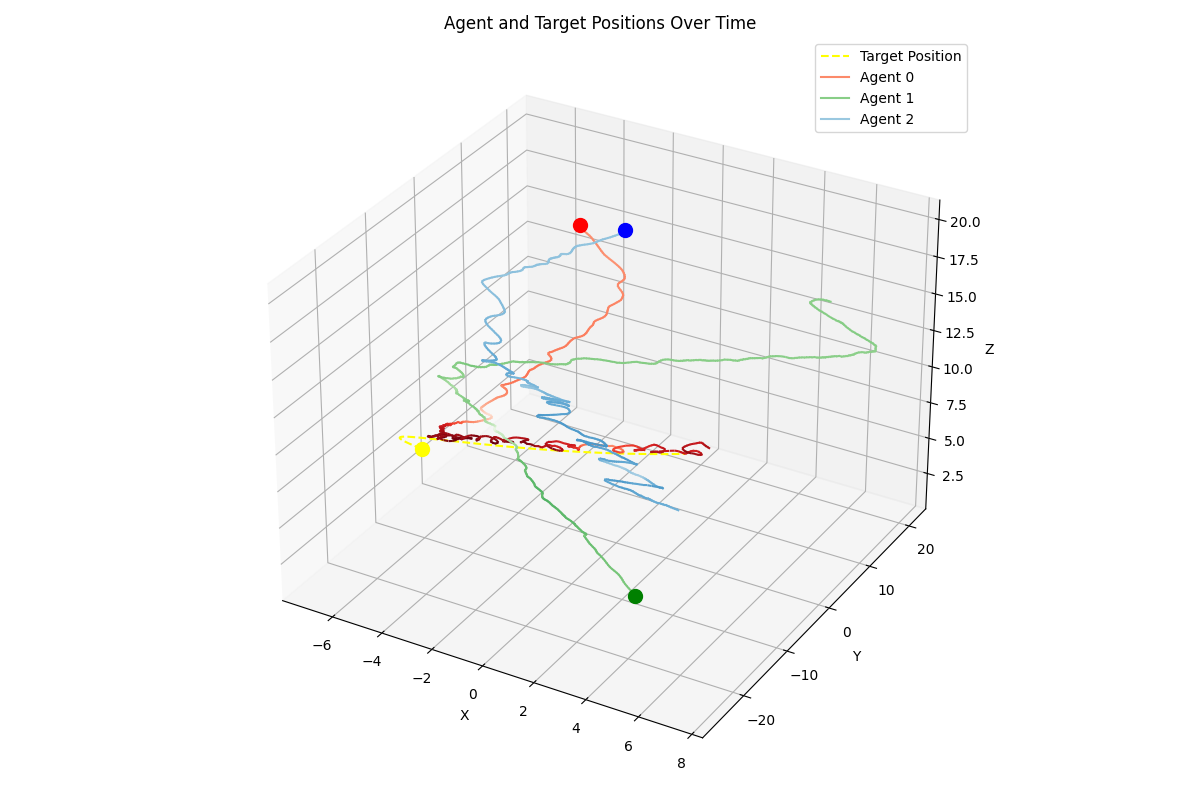 Agent and Target Positions Over Time
Target Position
Agent 0
Agent 1
Agent 2
20.0
17.5
15.0
12.5
Z
10.0
7.5
5.0
2.5
20
10
0
Y
−10
−20
−6
−4
−2
0
2
4
6
8
X